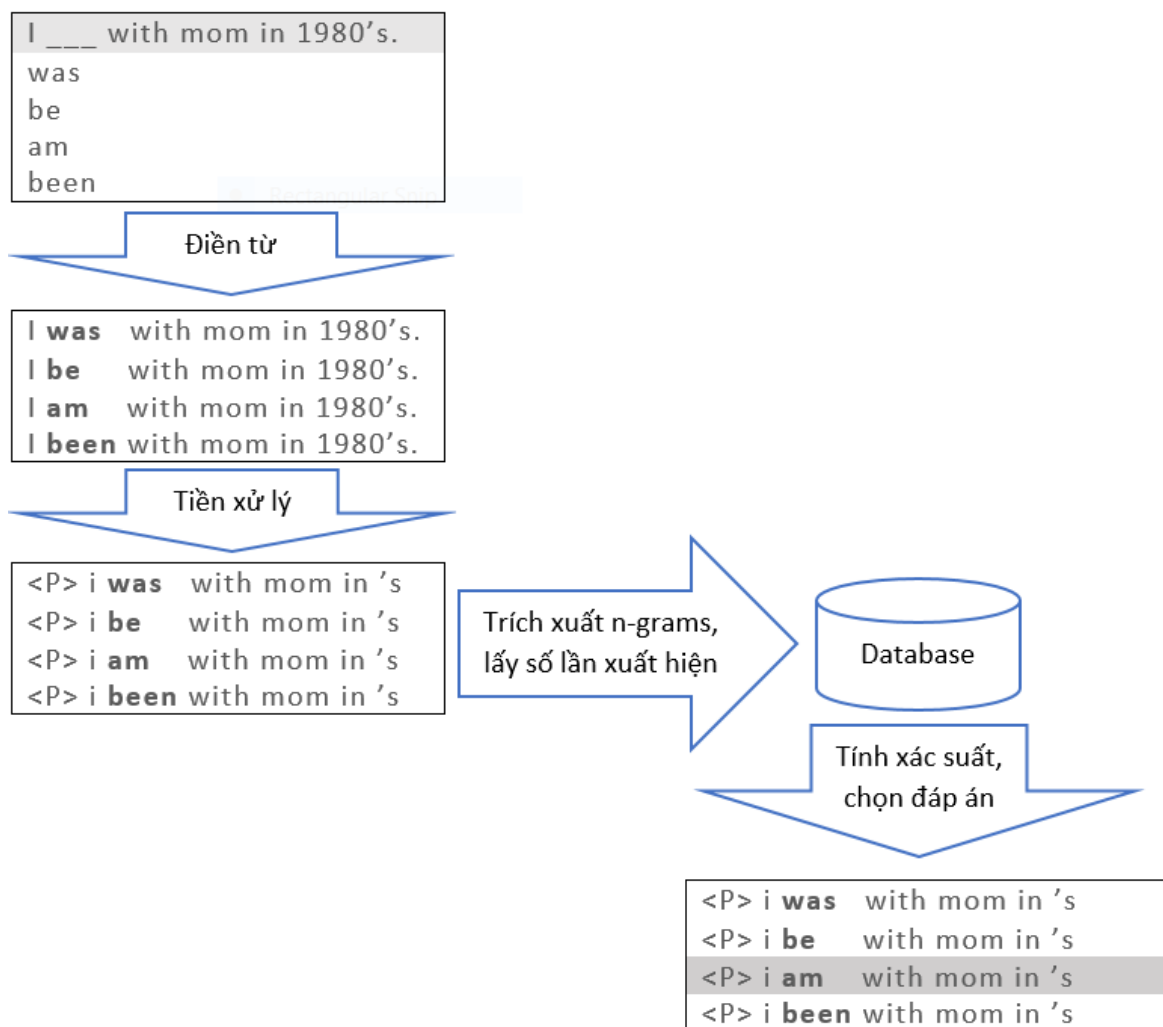 I ___ with mom in 1980’s.
was
be
am
been
Rectangular Snip
Điền từ
I was with mom in 1980’s.
I be with mom in 1980’s.
I am with mom in 1980’s.
I been with mom in 1980’s.
Tiền xử lý
<P> i was with mom in ’s
<P> i be with mom in ’s
<P> i am with mom in ’s
<P> i been with mom in ’s
Trích xuất n-grams,
lấy số lần xuất hiện
Database
Tính xác suất,
chọn đáp án
<P> i was with mom in ’s
<P> i be with mom in ’s
<P> i am with mom in ’s
<P> i been with mom in ’s